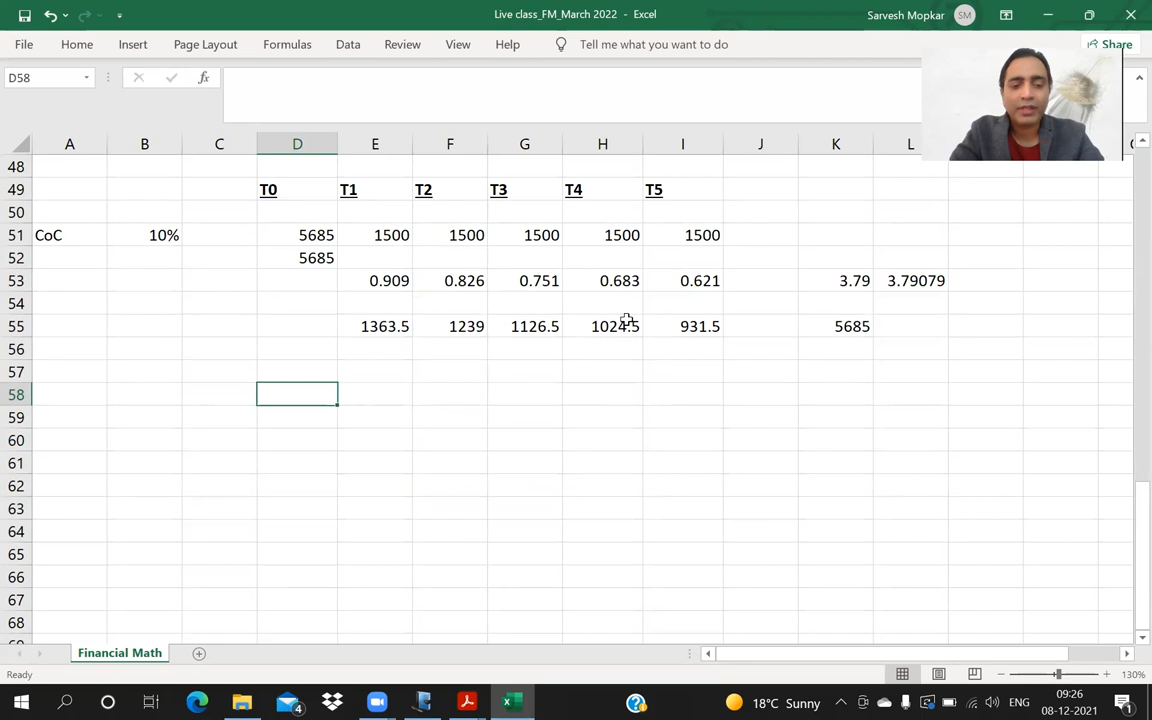 Live class_FM_March 2022 - Excel
Sarvesh Mopkar SM
File Home Insert Page Layout Formulas Data Review View Help Tell me what you want to do Share
D58 fx
A B C D E F G H I J K L
48
49 T0 T1 T2 T3 T4 T5
50
51 CoC 10% 5685 1500 1500 1500 1500 1500
52 5685
53 0.909 0.826 0.751 0.683 0.621 3.79 3.79079
54
55 1363.5 1239 1126.5 1024.5 931.5 5685
56
57
58
59
60
61
62
63
64
65
66
67
68
Financial Math
Ready 130%
4 18°C Sunny ENG 09:26
08-12-2021 1